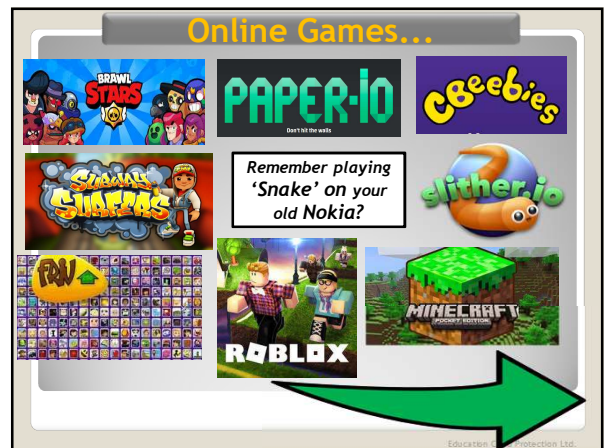 Online Games...
BRAWL
STARS
PAPER-iO
Don't hit the walls
CBeebies
SUBWAY
SURFERS
Remember playing
‘Snake’ on your
old Nokia?
slither.io
FRIV
ROBLOX
MINECRAFT
POCKET EDITION
Protection Ltd.